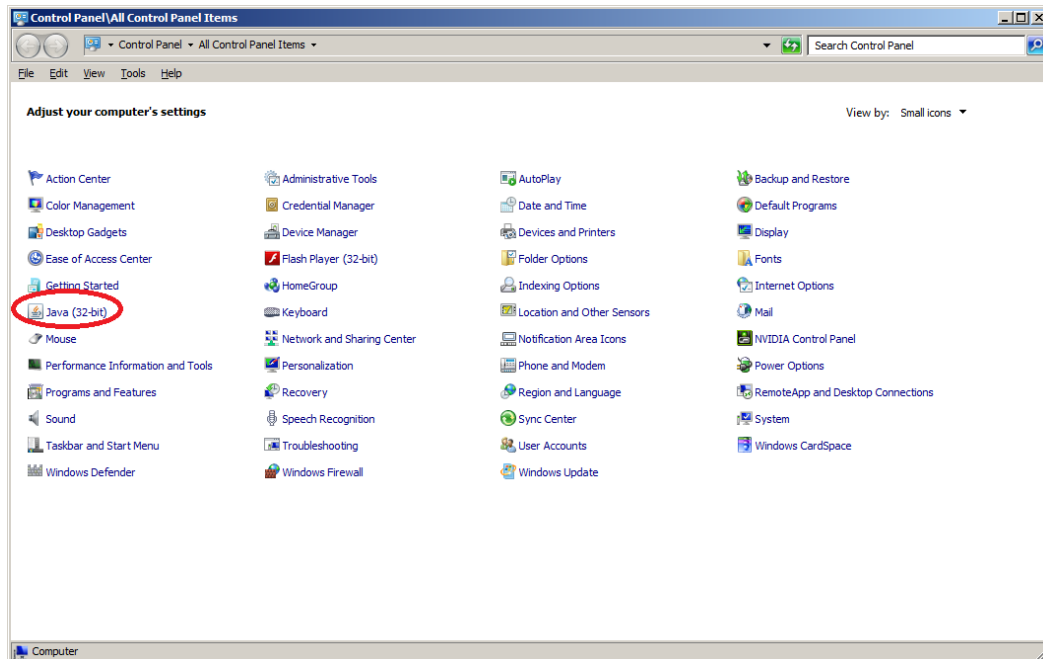 Control Panel\All Control Panel Items
Control Panel All Control Panel Items Search Control Panel
File Edit View Tools Help
Adjust your computer's settings View by: Small icons
Action Center Administrative Tools AutoPlay Backup and Restore
Color Management Credential Manager Date and Time Default Programs
Desktop Gadgets Device Manager Devices and Printers Display
Ease of Access Center Flash Player (32-bit) Folder Options Fonts
Getting Started HomeGroup Indexing Options Internet Options
Java (32-bit) Keyboard Location and Other Sensors Mail
Mouse Network and Sharing Center Notification Area Icons NVIDIA Control Panel
Performance Information and Tools Personalization Phone and Modem Power Options
Programs and Features Recovery Region and Language RemoteApp and Desktop Connections
Sound Speech Recognition Sync Center System
Taskbar and Start Menu Troubleshooting User Accounts Windows CardSpace
Windows Defender Windows Firewall Windows Update
Computer